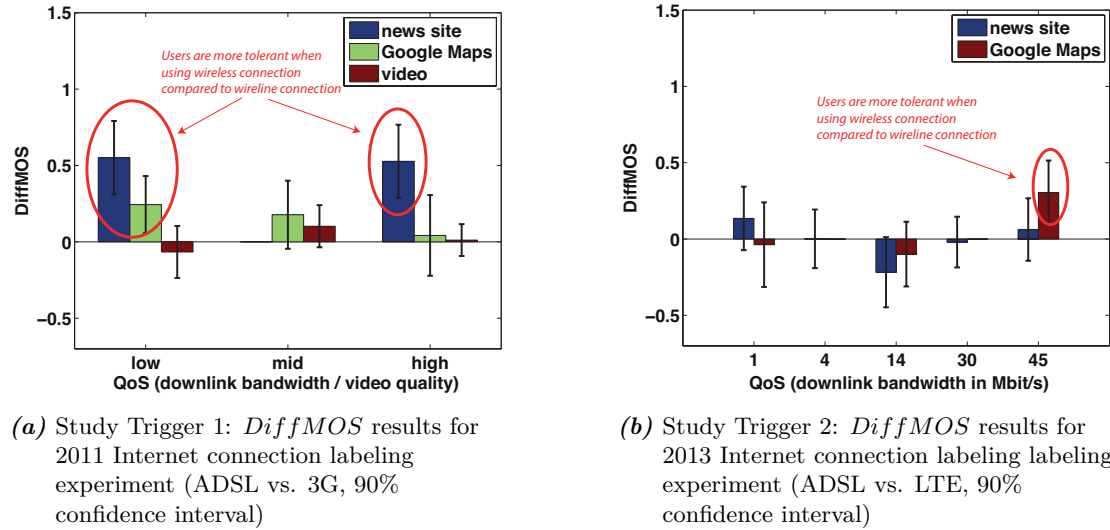 1.5
1
0.5
0
−0.5
DiffMOS
news site
Google Maps
video
Users are more tolerant when
using wireless connection
compared to wireline connection
low mid high
QoS (downlink bandwidth / video quality)
(a) Study Trigger 1: DiffMOS results for
2011 Internet connection labeling
experiment (ADSL vs. 3G, 90%
confidence interval)
1.5
1
0.5
0
−0.5
DiffMOS
news site
Google Maps
Users are more tolerant when
using wireless connection
compared to wireline connection
1 4 14 30 45
QoS (downlink bandwidth in Mbit/s)
(b) Study Trigger 2: DiffMOS results for
2013 Internet connection labeling labeling
experiment (ADSL vs. LTE, 90%
confidence interval)